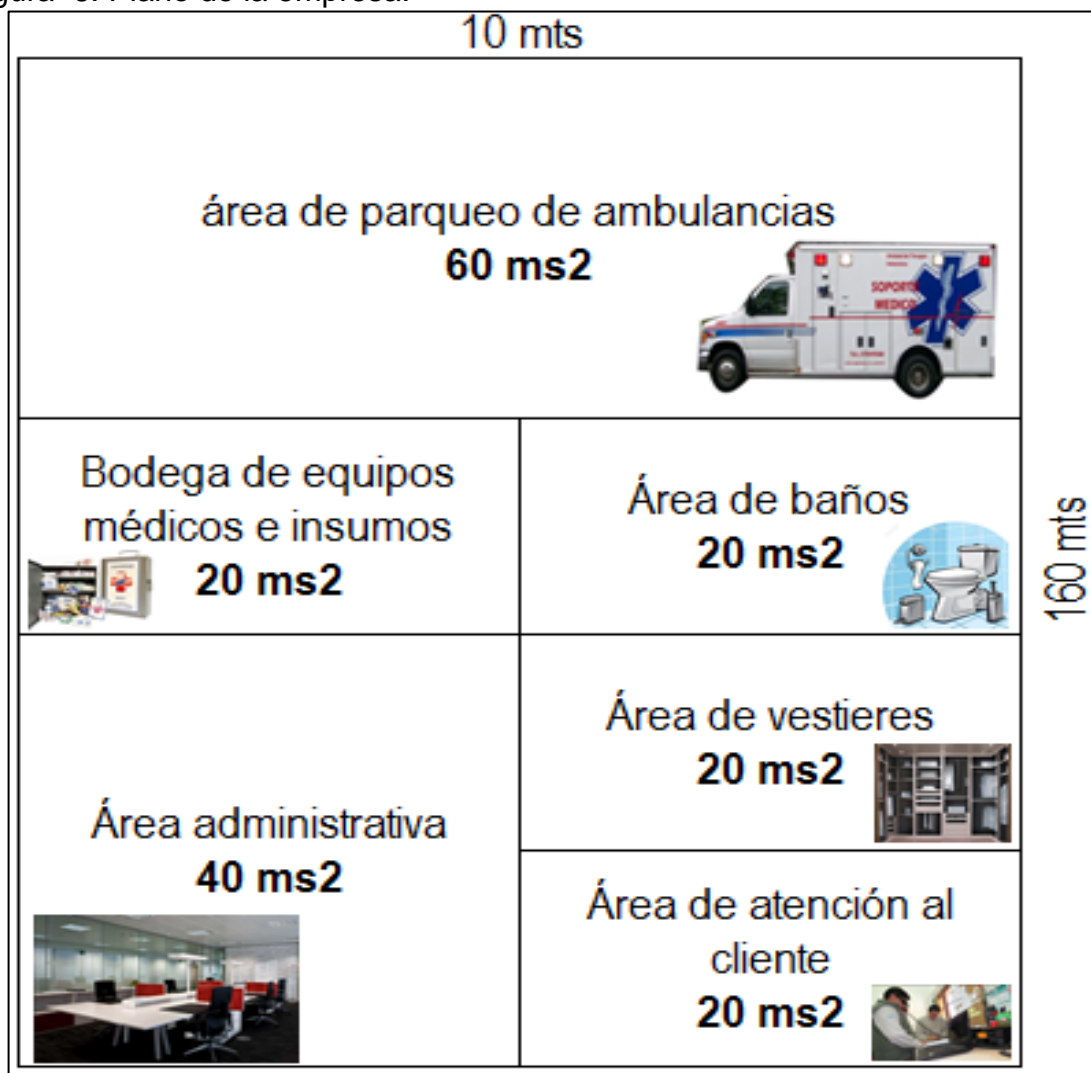 10 mts
área de parqueo de ambulancias
60 ms2
SOPORTE
MEDICO
Bodega de equipos
médicos e insumos
20 ms2
Área de baños
20 ms2
160 mts
Área de vestieres
20 ms2
Área administrativa
40 ms2
Área de atención al
cliente
20 ms2